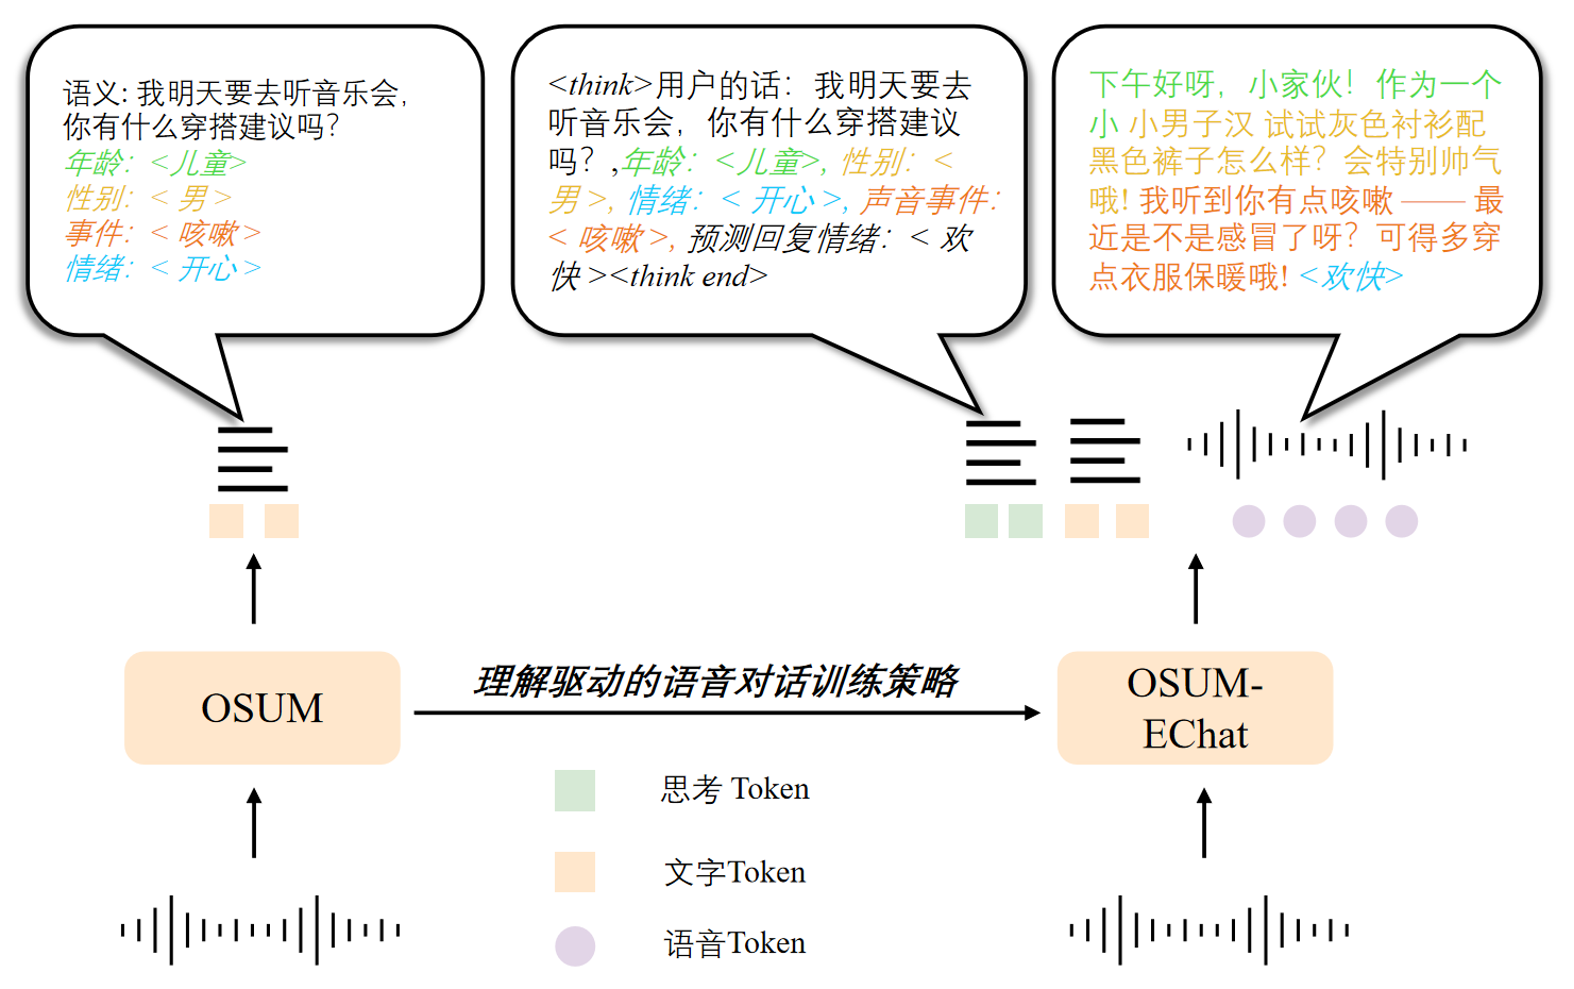 语义: 我明天要去听音乐会，
你有什么穿搭建议吗？
年龄：<儿童>
性别：< 男 >
事件：< 咳嗽 >
情绪：< 开心 >
<think>用户的话：我明天要去
听音乐会，你有什么穿搭建议
吗？,年龄：<儿童>, 性别：<
男 >, 情绪：< 开心 >, 声音事件：
< 咳嗽 >, 预测回复情绪：< 欢
快 ><think end>
下午好呀，小家伙！作为一个
小 小男子汉 试试灰色衬衫配
黑色裤子怎么样？会特别帅气
哦! 我听到你有点咳嗽 —— 最
近是不是感冒了呀？可得多穿
点衣服保暖哦! <欢快>
OSUM
理解驱动的语音对话训练策略
OSUM-
EChat
思考 Token
文字Token
语音Token